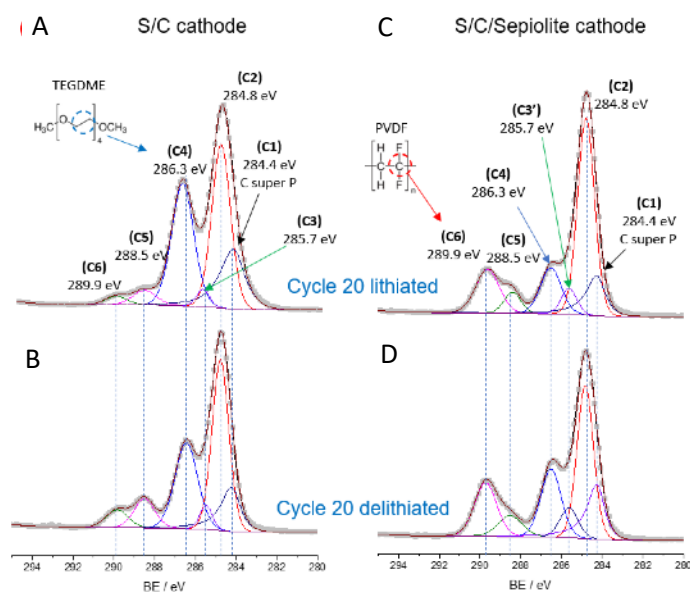 A
S/C cathode
C
S/C/Sepiolite cathode
TEGDME
H₃C
O
4
OCH₃
(C4)
286.3 eV
(C2)
284.8 eV
(C1)
284.4 eV
C super P
(C3)
285.7 eV
(C5)
288.5 eV
(C6)
289.9 eV
PVDF
H F
C C
H F
n
(C3')
285.7 eV
(C2)
284.8 eV
(C4)
286.3 eV
(C1)
284.4 eV
C super P
(C6)
289.9 eV
(C5)
288.5 eV
Cycle 20 lithiated
B
D
Cycle 20 delithiated
294 292 290 288 286 284 282 280
BE / eV
294 292 290 288 286 284 282 280
BE / eV